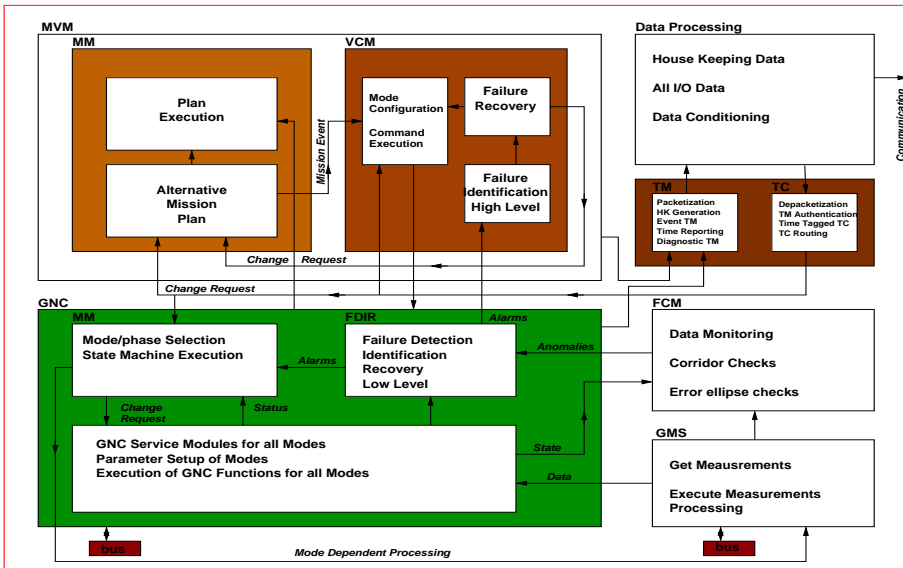 MVM
MM
Plan
Execution
Alternative
Mission
Plan
Mission Event
VCM
Mode
Configuration
Command
Execution
Failure
Recovery
Failure
Identification
High Level
Change Request
Change Request
Data Processing
House Keeping Data
All I/O Data
Data Conditioning
Communication
TM
Packetization
HK Generation
Event TM
Time Reporting
Diagnostic TM
TC
Depacketization
TM Authentication
Time Tagged TC
TC Routing
GNC
MM
Mode/phase Selection
State Machine Execution
Alarms
FDIR
Failure Detection
Identification
Recovery
Low Level
Alarms
Anomalies
Change
Request
Status
GNC Service Modules for all Modes
Parameter Setup of Modes
Execution of GNC Functions for all Modes
State
Data
FCM
Data Monitoring
Corridor Checks
Error ellipse checks
GMS
Get Meausrements
Execute Measurements
Processing
bus
bus
Mode Dependent Processing